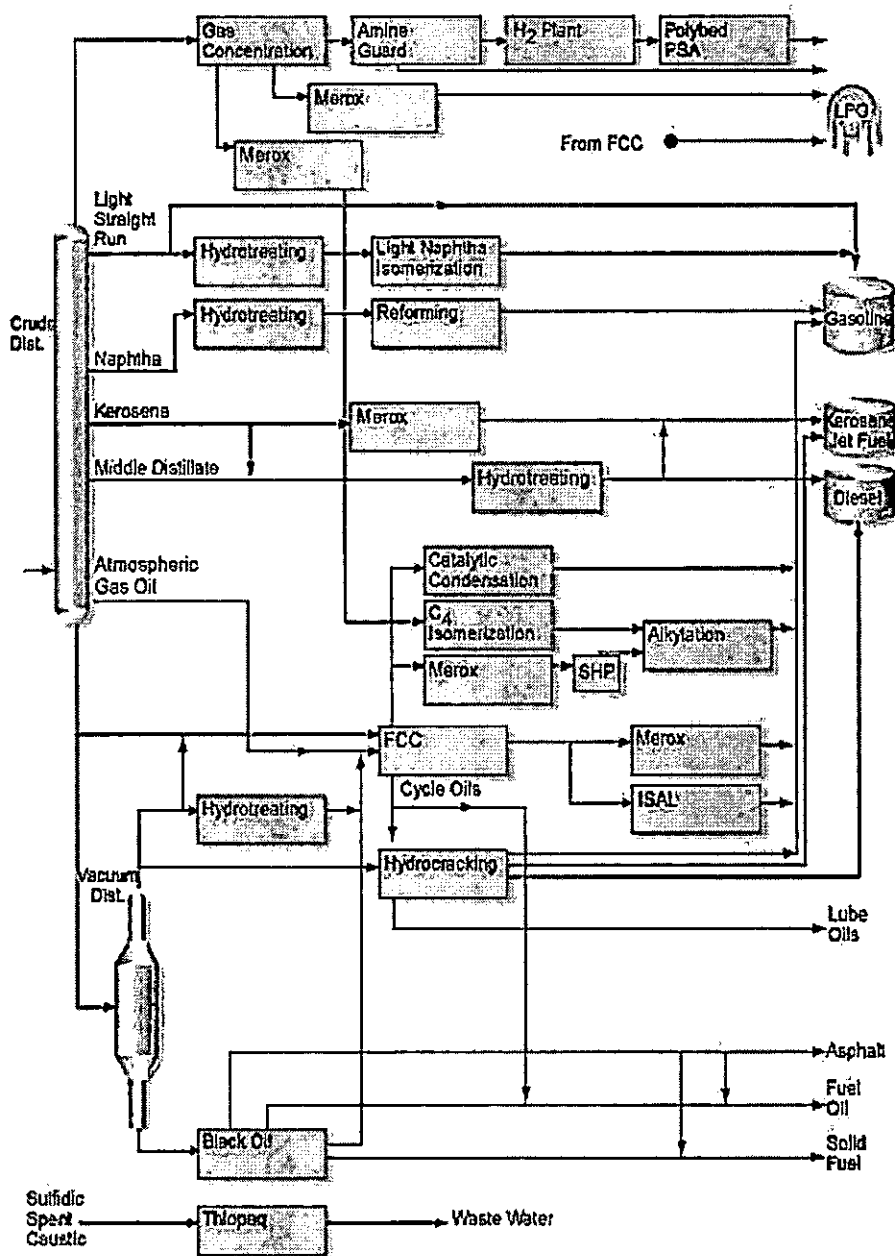 Gas
Concentration
Amine
Guard
H2 Plant
Polybed
PSA
Merox
LPG
From FCC
Merox
Light
Straight
Run
Hydrotreating
Light Naphtha
Isomerization
Crude
Dist.
Hydrotreating
Reforming
Gasoline
Naphtha
Kerosene
Merox
Kerosene
Jet Fuel
Middle Distillate
Hydrotreating
Diesel
Atmospheric
Gas Oil
Catalytic
Condensation
C4
Isomerization
Alkylation
Merox
SHP
FCC
Merox
Cycle Oils
ISAL
Hydrotreating
Hydrocracking
Vacuum
Dist.
Lube
Oils
Asphalt
Fuel
Oil
Black Oil
Solid
Fuel
Sulfidic
Spent
Caustic
Thiopaq
Waste Water